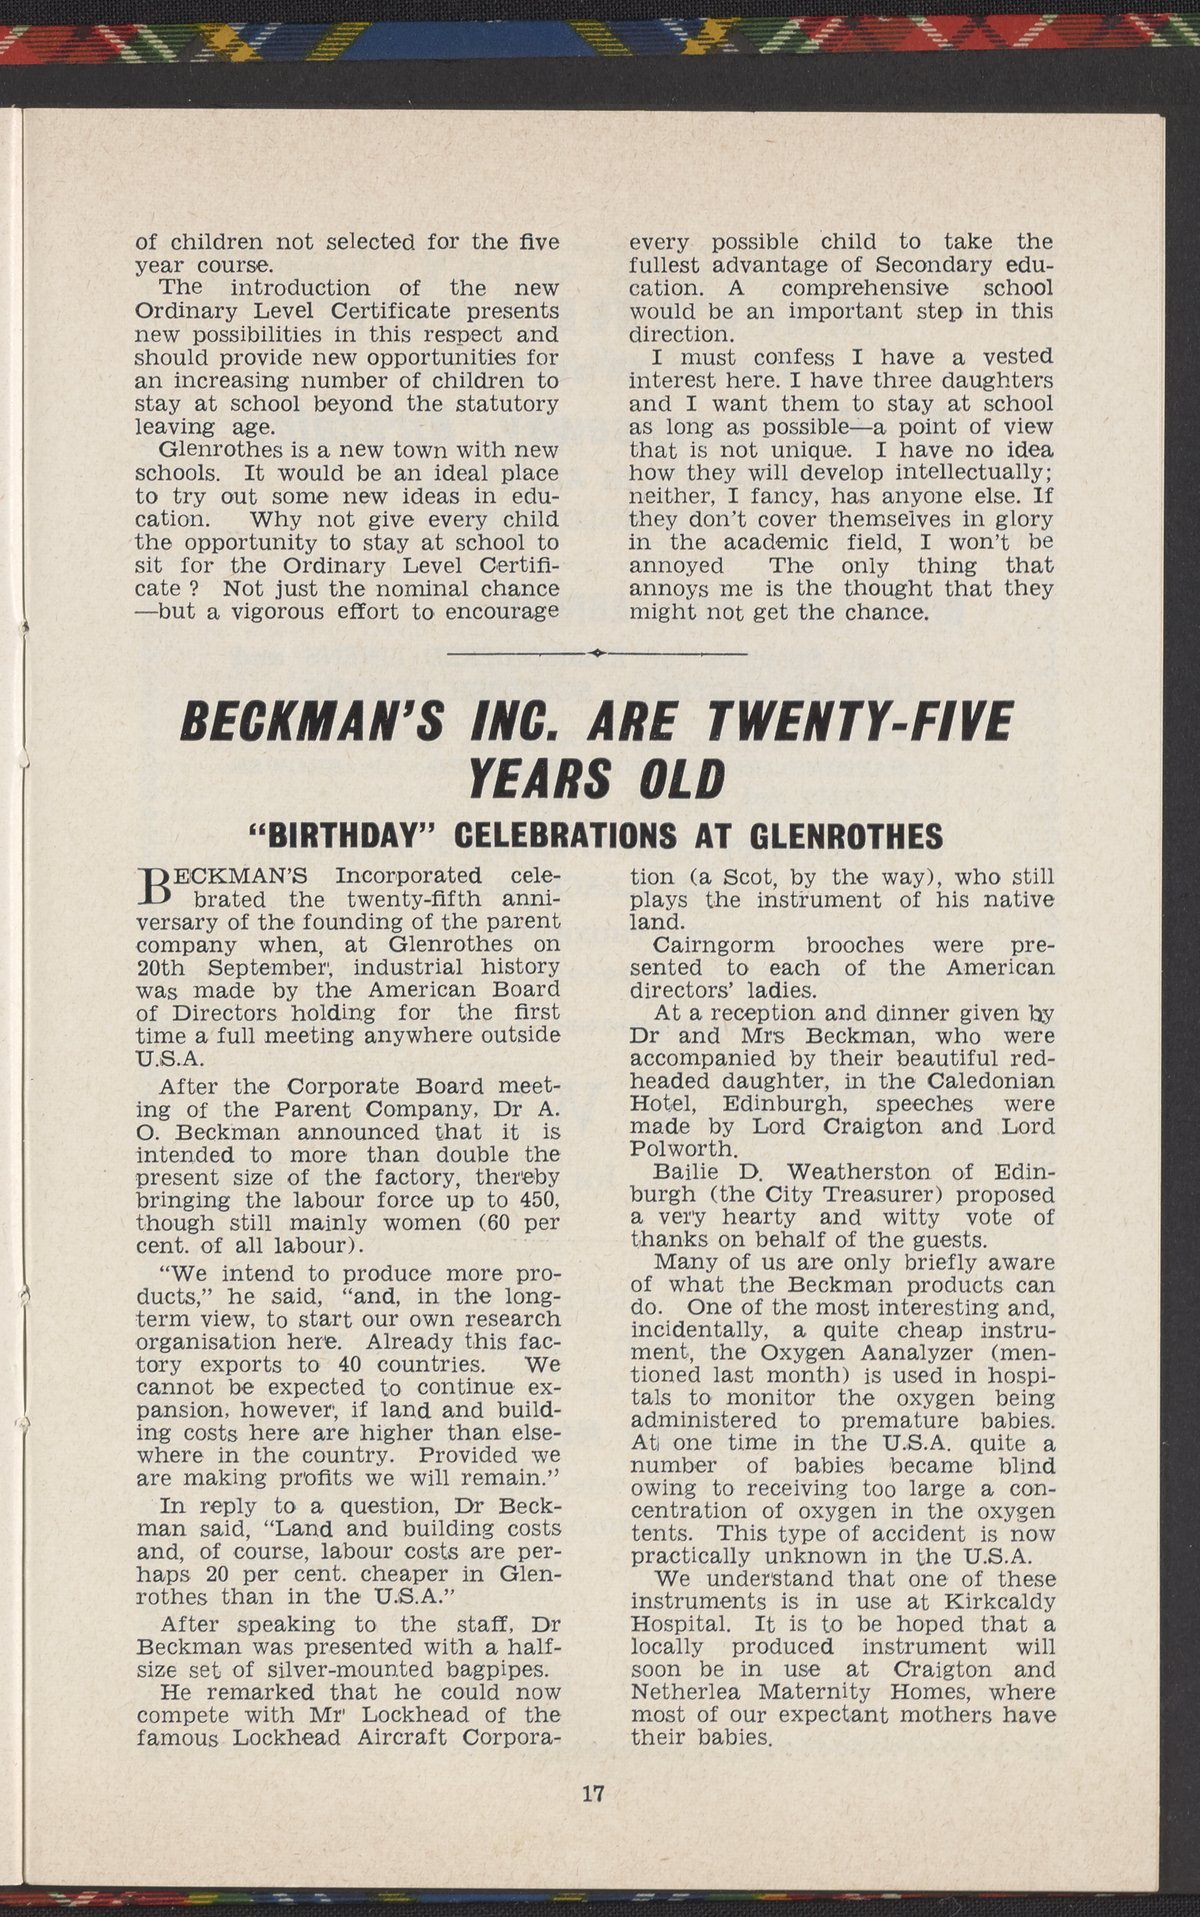 of children not selected for the five
year course.
The introduction of the new
Ordinary Level Certificate presents
new possibilities in this respect and
should provide new opportunities for
an increasing number of children to
stay at school beyond the statutory
leaving age.
Glenrothes is a new town with new
schools. It would be an ideal place
to try out some new ideas in edu-
cation. Why not give every child
the opportunity to stay at school to
sit for the Ordinary Level Certifi-
cate ? Not just the nominal chance
—but a vigorous effort to encourage
every possible child to take the
fullest advantage of Secondary edu-
cation. A comprehensive school
would be an important step in this
direction.
I must confess I have a vested
interest here. I have three daughters
and I want them to stay at school
as long as possible—a point of view
that is not unique. I have no idea
how they will develop intellectually;
neither, I fancy, has anyone else. If
they don't cover themselves in glory
in the academic field, I won't be
annoyed The only thing that
annoys me is the thought that they
might not get the chance.
BECKMAN'S INC. ARE TWENTY-FIVE
YEARS OLD
"BIRTHDAY" CELEBRATIONS AT GLENROTHES
BECKMAN'S Incorporated cele-
brated the twenty-fifth anni-
versary of the founding of the parent
company when, at Glenrothes on
20th September, industrial history
was made by the American Board
of Directors holding for the first
time a full meeting anywhere outside
U.S.A.
After the Corporate Board meet-
ing of the Parent Company, Dr A.
O. Beckman announced that it is
intended to more than double the
present size of the factory, thereby
bringing the labour force up to 450,
though still mainly women (60 per
cent. of all labour).
"We intend to produce more pro-
ducts," he said, "and, in the long-
term view, to start our own research
organisation here. Already this fac-
tory exports to 40 countries. We
cannot be expected to continue ex-
pansion, however, if land and build-
ing costs here are higher than else-
where in the country. Provided we
are making profits we will remain."
In reply to a question, Dr Beck-
man said, "Land and building costs
and, of course, labour costs are per-
haps 20 per cent. cheaper in Glen-
rothes than in the U.S.A."
After speaking to the staff, Dr
Beckman was presented with a half-
size set of silver-mounted bagpipes.
He remarked that he could now
compete with Mr Lockhead of the
famous Lockhead Aircraft Corpora-
tion (a Scot, by the way), who still
plays the instrument of his native
land.
Cairngorm brooches were pre-
sented to each of the American
directors' ladies.
At a reception and dinner given by
Dr and Mrs Beckman, who were
accompanied by their beautiful red-
headed daughter, in the Caledonian
Hotel, Edinburgh, speeches were
made by Lord Craigton and Lord
Polworth.
Bailie D. Weatherston of Edin-
burgh (the City Treasurer) proposed
a very hearty and witty vote of
thanks on behalf of the guests.
Many of us are only briefly aware
of what the Beckman products can
do. One of the most interesting and,
incidentally, a quite cheap instru-
ment, the Oxygen Aanalyzer (men-
tioned last month) is used in hospi-
tals to monitor the oxygen being
administered to premature babies.
At one time in the U.S.A. quite a
number of babies became blind
owing to receiving too large a con-
centration of oxygen in the oxygen
tents. This type of accident is now
practically unknown in the U.S.A.
We understand that one of these
instruments is in use at Kirkcaldy
Hospital. It is to be hoped that a
locally produced instrument will
soon be in use at Craigton and
Netherlea Maternity Homes, where
most of our expectant mothers have
their babies.
17